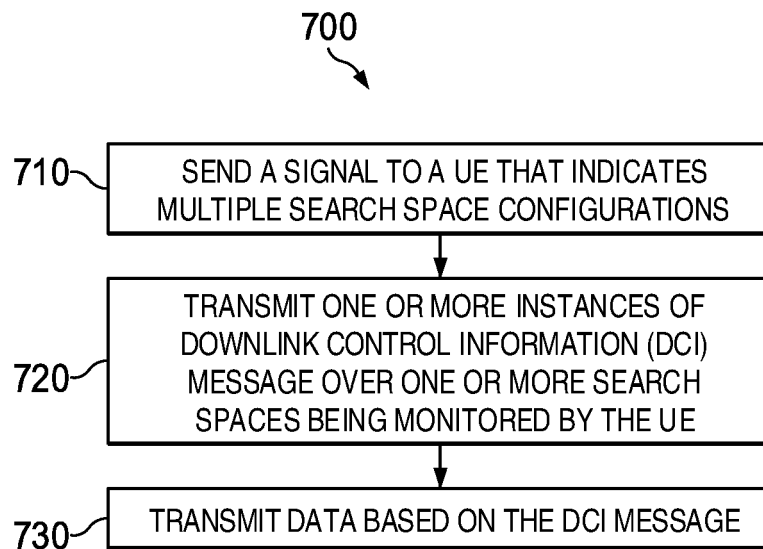 700
710
SEND A SIGNAL TO A UE THAT INDICATES
MULTIPLE SEARCH SPACE CONFIGURATIONS
720
TRANSMIT ONE OR MORE INSTANCES OF
DOWNLINK CONTROL INFORMATION (DCI)
MESSAGE OVER ONE OR MORE SEARCH
SPACES BEING MONITORED BY THE UE
730
TRANSMIT DATA BASED ON THE DCI MESSAGE